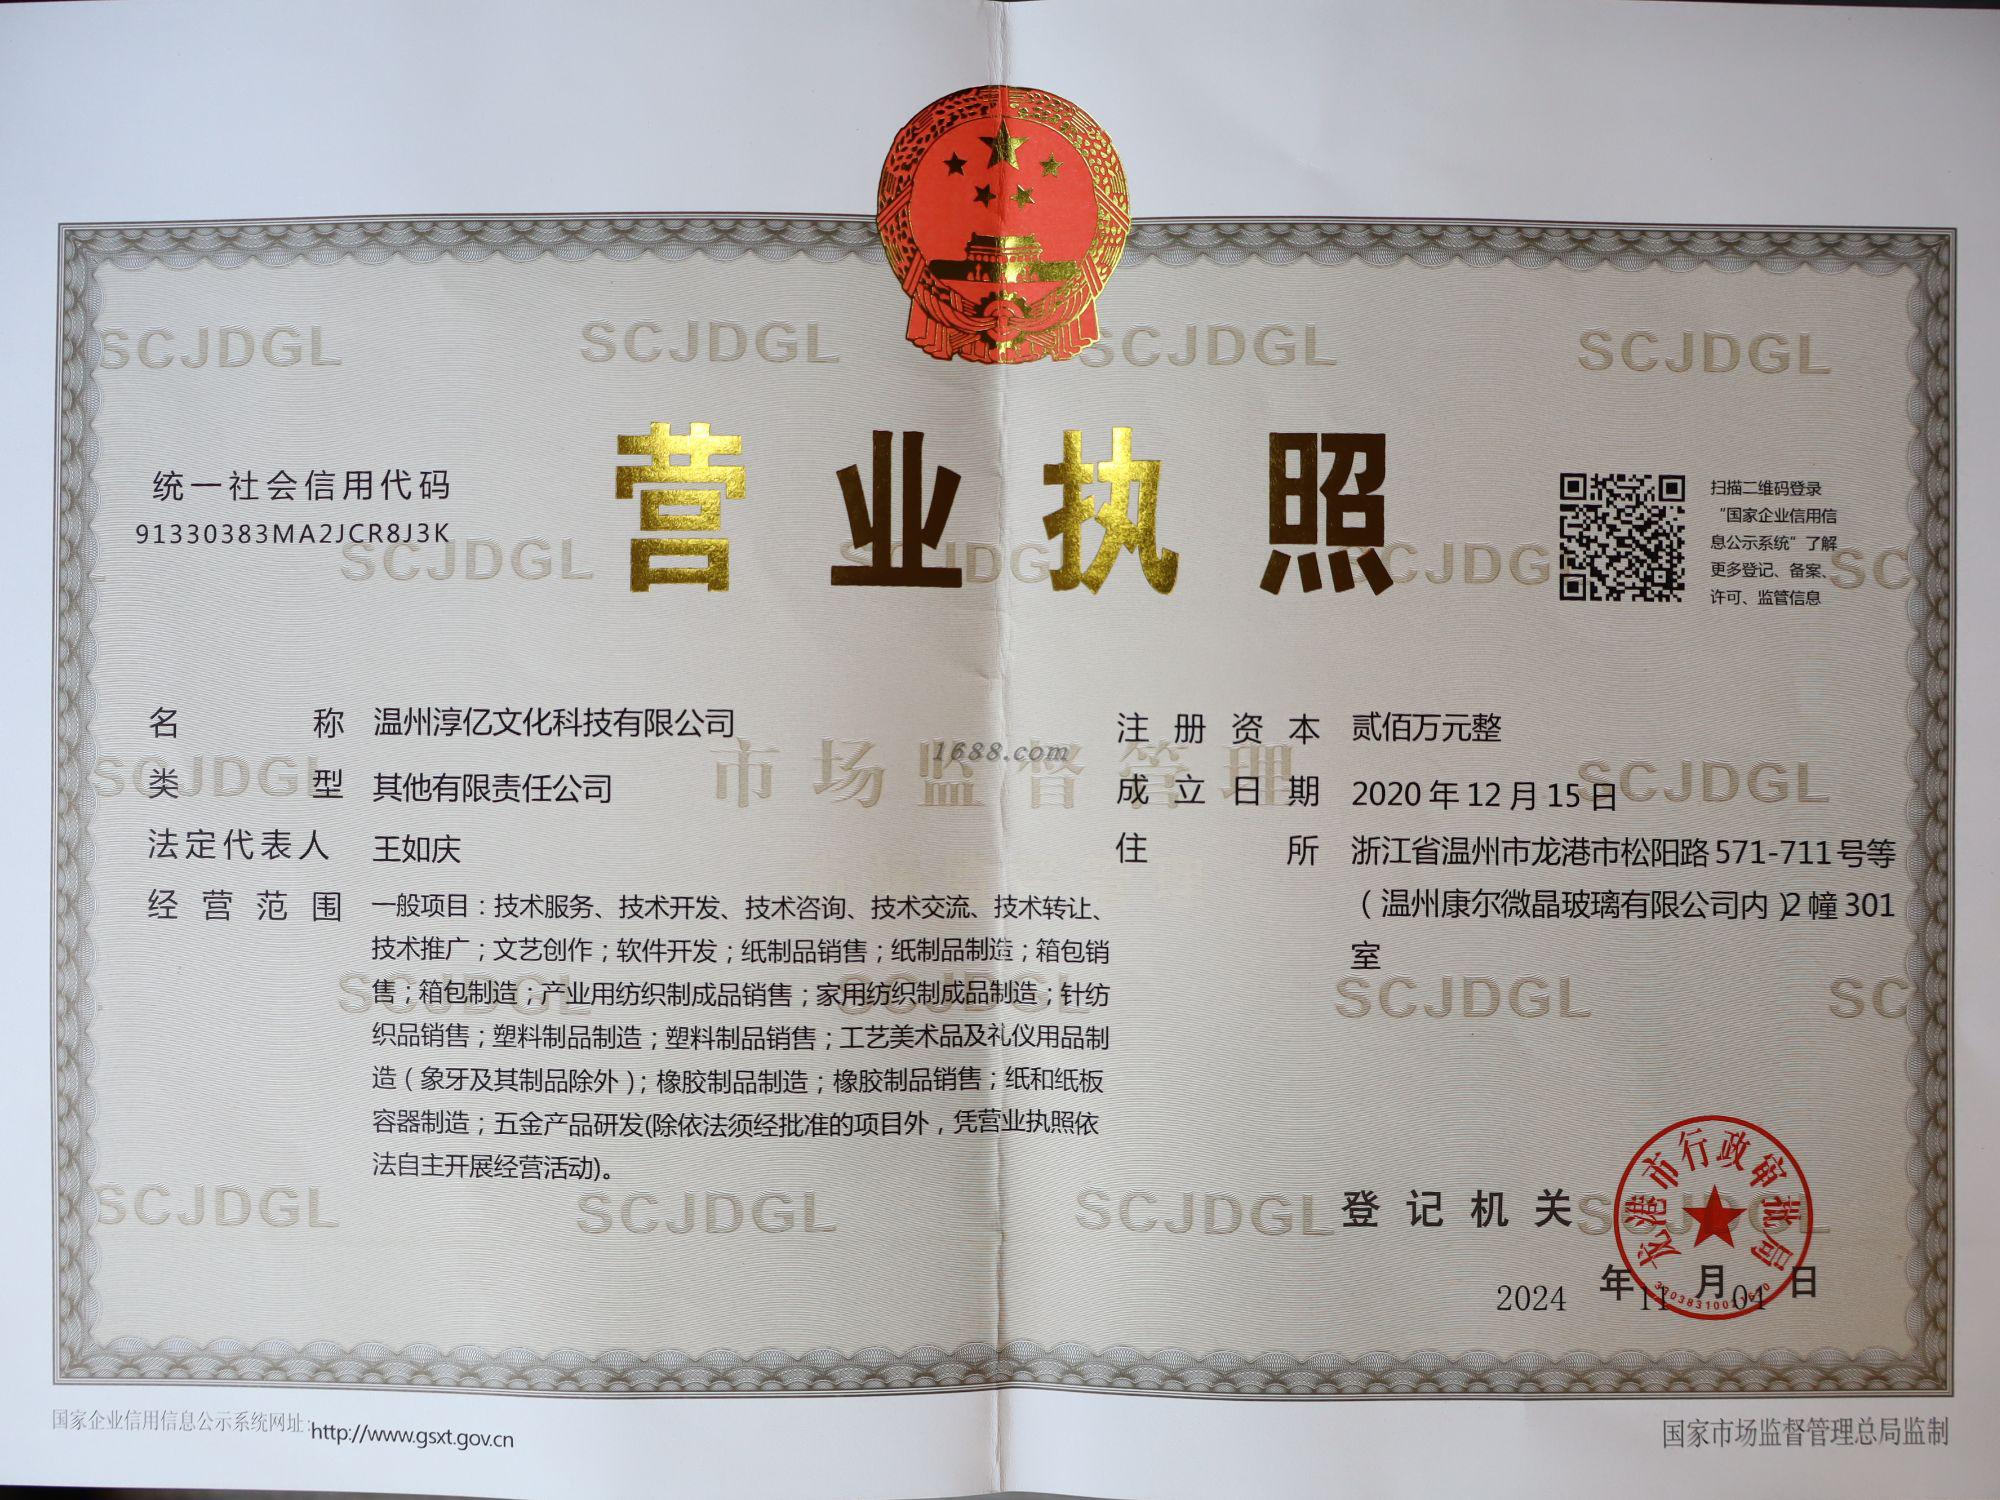 SCJDGL SCJDGL SCJDGL SCJDGL
营业执照
统一社会信用代码
91330383MA2JCR8J3K
扫描二维码登录
“国家企业信用信
息公示系统”了解
更多登记、备案、
许可、监管信息
SCJDGL SCJDGL SC
名称 温州淳亿文化科技有限公司
类型 其他有限责任公司
法定代表人 王如庆
经营范围 一般项目：技术服务、技术开发、技术咨询、技术交流、技术转让、
技术推广；文艺创作；软件开发；纸制品销售；纸制品制造；箱包销
售；箱包制造；产业用纺织制成品销售；家用纺织制成品制造；针纺
织品销售；塑料制品制造；塑料制品销售；工艺美术品及礼仪用品制
造（象牙及其制品除外）；橡胶制品制造；橡胶制品销售；纸和纸板
容器制造；五金产品研发(除依法须经批准的项目外，凭营业执照依
法自主开展经营活动)。
注册资本 贰佰万元整
成立日期 2020年12月15日
住所 浙江省温州市龙港市松阳路571-711号等
（温州康尔微晶玻璃有限公司内）2幢301
室
1688.com
市场监督管理
SCJDGL SCJDGL
SCJDGL SCJDGL SCJDGL SC
SCJDGL SCJDGL SCJDGL
登记机关
龙港市行政审批局
2024年11月01日
国家企业信用信息公示系统网址：http://www.gsxt.gov.cn
国家市场监督管理总局监制